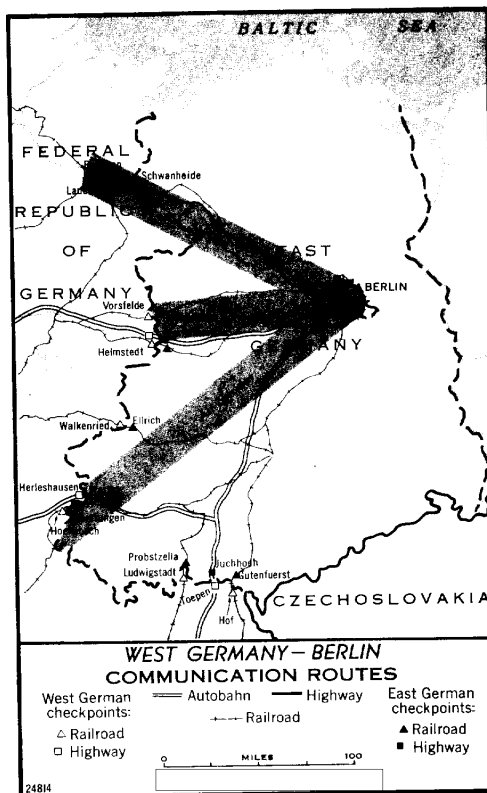 BALTIC SEA
FEDERAL
Schwanheide
REPUBLIC
OF
EAST
GERMANY
BERLIN
Vorsfelde
GERMANY
Helmstedt
Walkenried
Ellrich
Herleshausen
Probstzella
Juchhoh
Ludwigstadt
Gutenfuerst
Toepen
Hof
CZECHOSLOVAKIA
WEST GERMANY – BERLIN
COMMUNICATION ROUTES
West German checkpoints:
Railroad
Highway
Autobahn
Highway
Railroad
East German checkpoints:
Railroad
Highway
MILES
0 100
24814